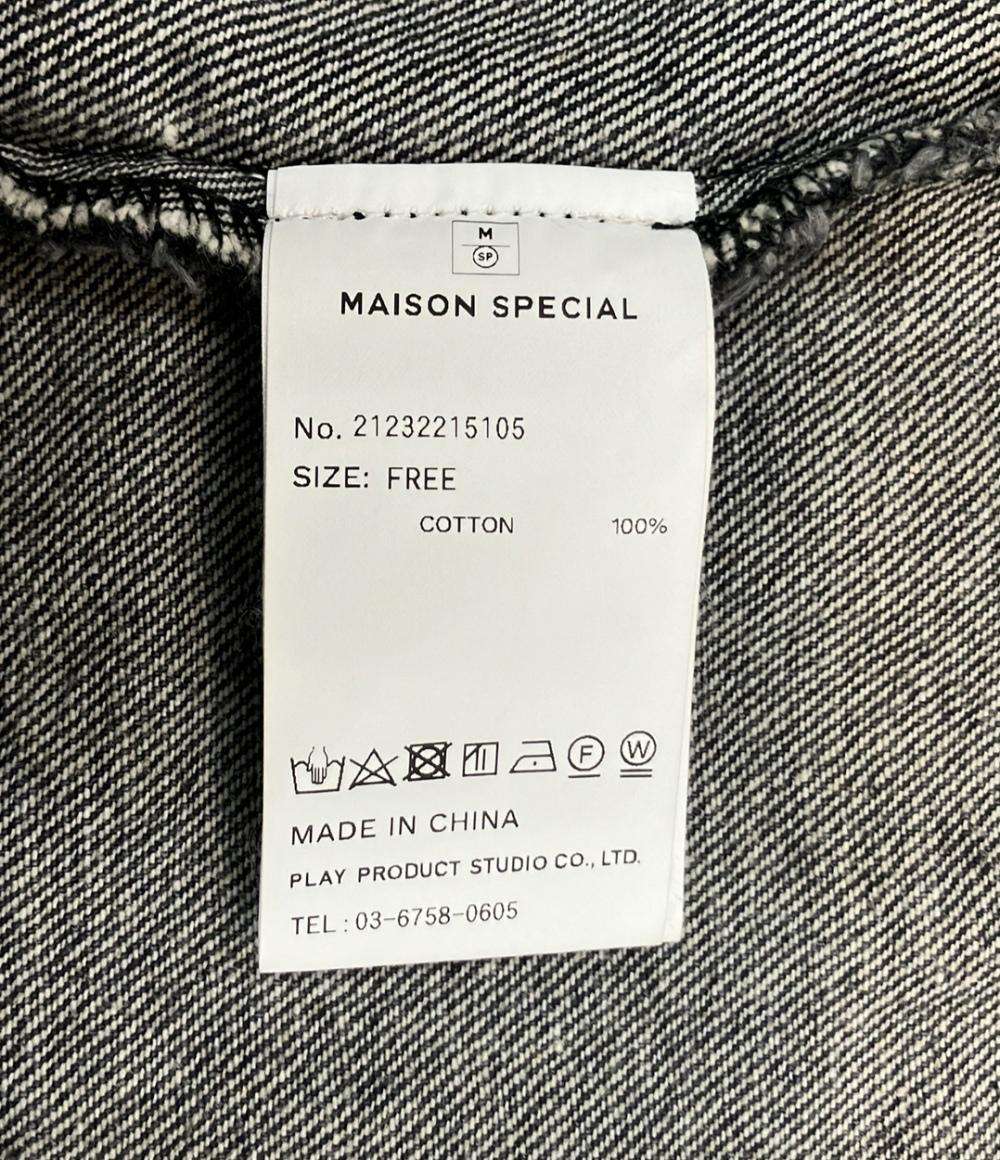 M
SP
MAISON SPECIAL
No. 21232215105
SIZE: FREE
COTTON 100%
F W
MADE IN CHINA
PLAY PRODUCT STUDIO CO., LTD.
TEL : 03-6758-0605